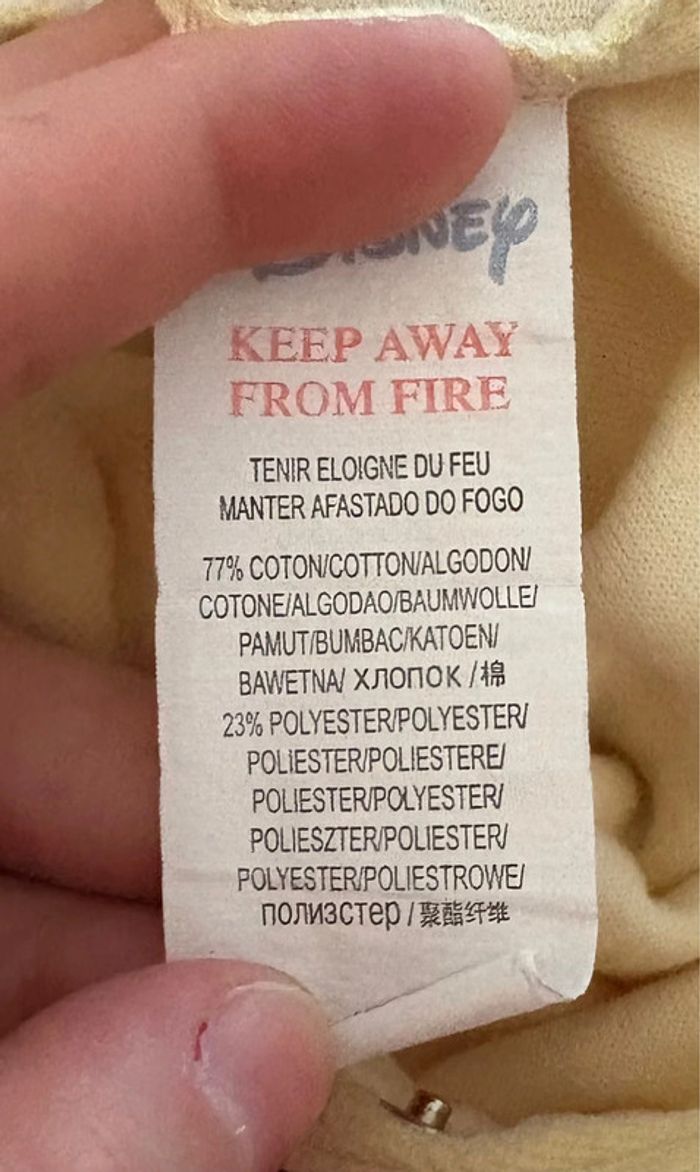 DISNEY
KEEP AWAY
FROM FIRE
TENIR ELOIGNE DU FEU
MANTER AFASTADO DO FOGO
77% COTON/COTTON/ALGODON/
COTONE/ALGODAO/BAUMWOLLE/
PAMUT/BUMBAC/KATOEN/
BAWETNA/ ХЛОПОК /棉
23% POLYESTER/POLYESTER/
POLIESTER/POLIESTERE/
POLIESTER/POLYESTER/
POLIESZTER/POLIESTER/
POLYESTER/POLIESTROWE/
полизстер / 聚酯纤维